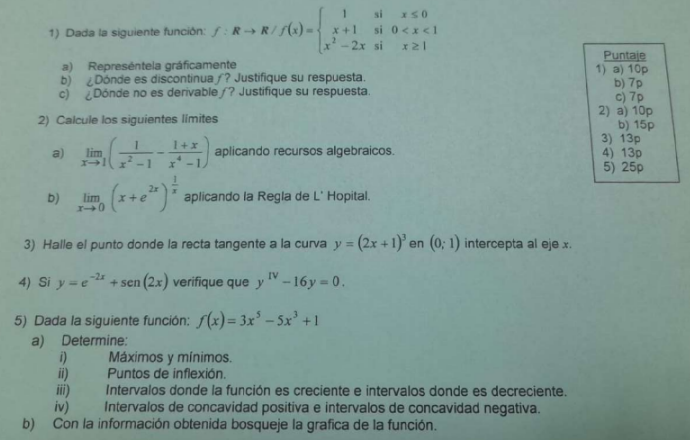 1) Dada la siguiente función: f : R → R / f(x) = { 1 si x ≤ 0
x + 1 si 0 < x < 1
x² − 2x si x ≥ 1
a) Represéntela gráficamente
b) ¿Dónde es discontinua f? Justifique su respuesta.
c) ¿Dónde no es derivable f? Justifique su respuesta.
Puntaje
1) a) 10p
b) 7p
c) 7p
2) a) 10p
b) 15p
3) 13p
4) 13p
5) 25p
2) Calcule los siguientes límites
a) lim x→1 (1/(x² − 1) − (1 + x)/(x⁴ − 1)) aplicando recursos algebraicos.
b) lim x→0 (x + e^(2x))^(1/x) aplicando la Regla de L' Hopital.
3) Halle el punto donde la recta tangente a la curva y = (2x + 1)³ en (0; 1) intercepta al eje x.
4) Si y = e^(−2x) + sen(2x) verifique que y^IV − 16y = 0.
5) Dada la siguiente función: f(x) = 3x⁵ − 5x³ + 1
a) Determine:
i) Máximos y mínimos.
ii) Puntos de inflexión.
iii) Intervalos donde la función es creciente e intervalos donde es decreciente.
iv) Intervalos de concavidad positiva e intervalos de concavidad negativa.
b) Con la información obtenida bosqueje la grafica de la función.